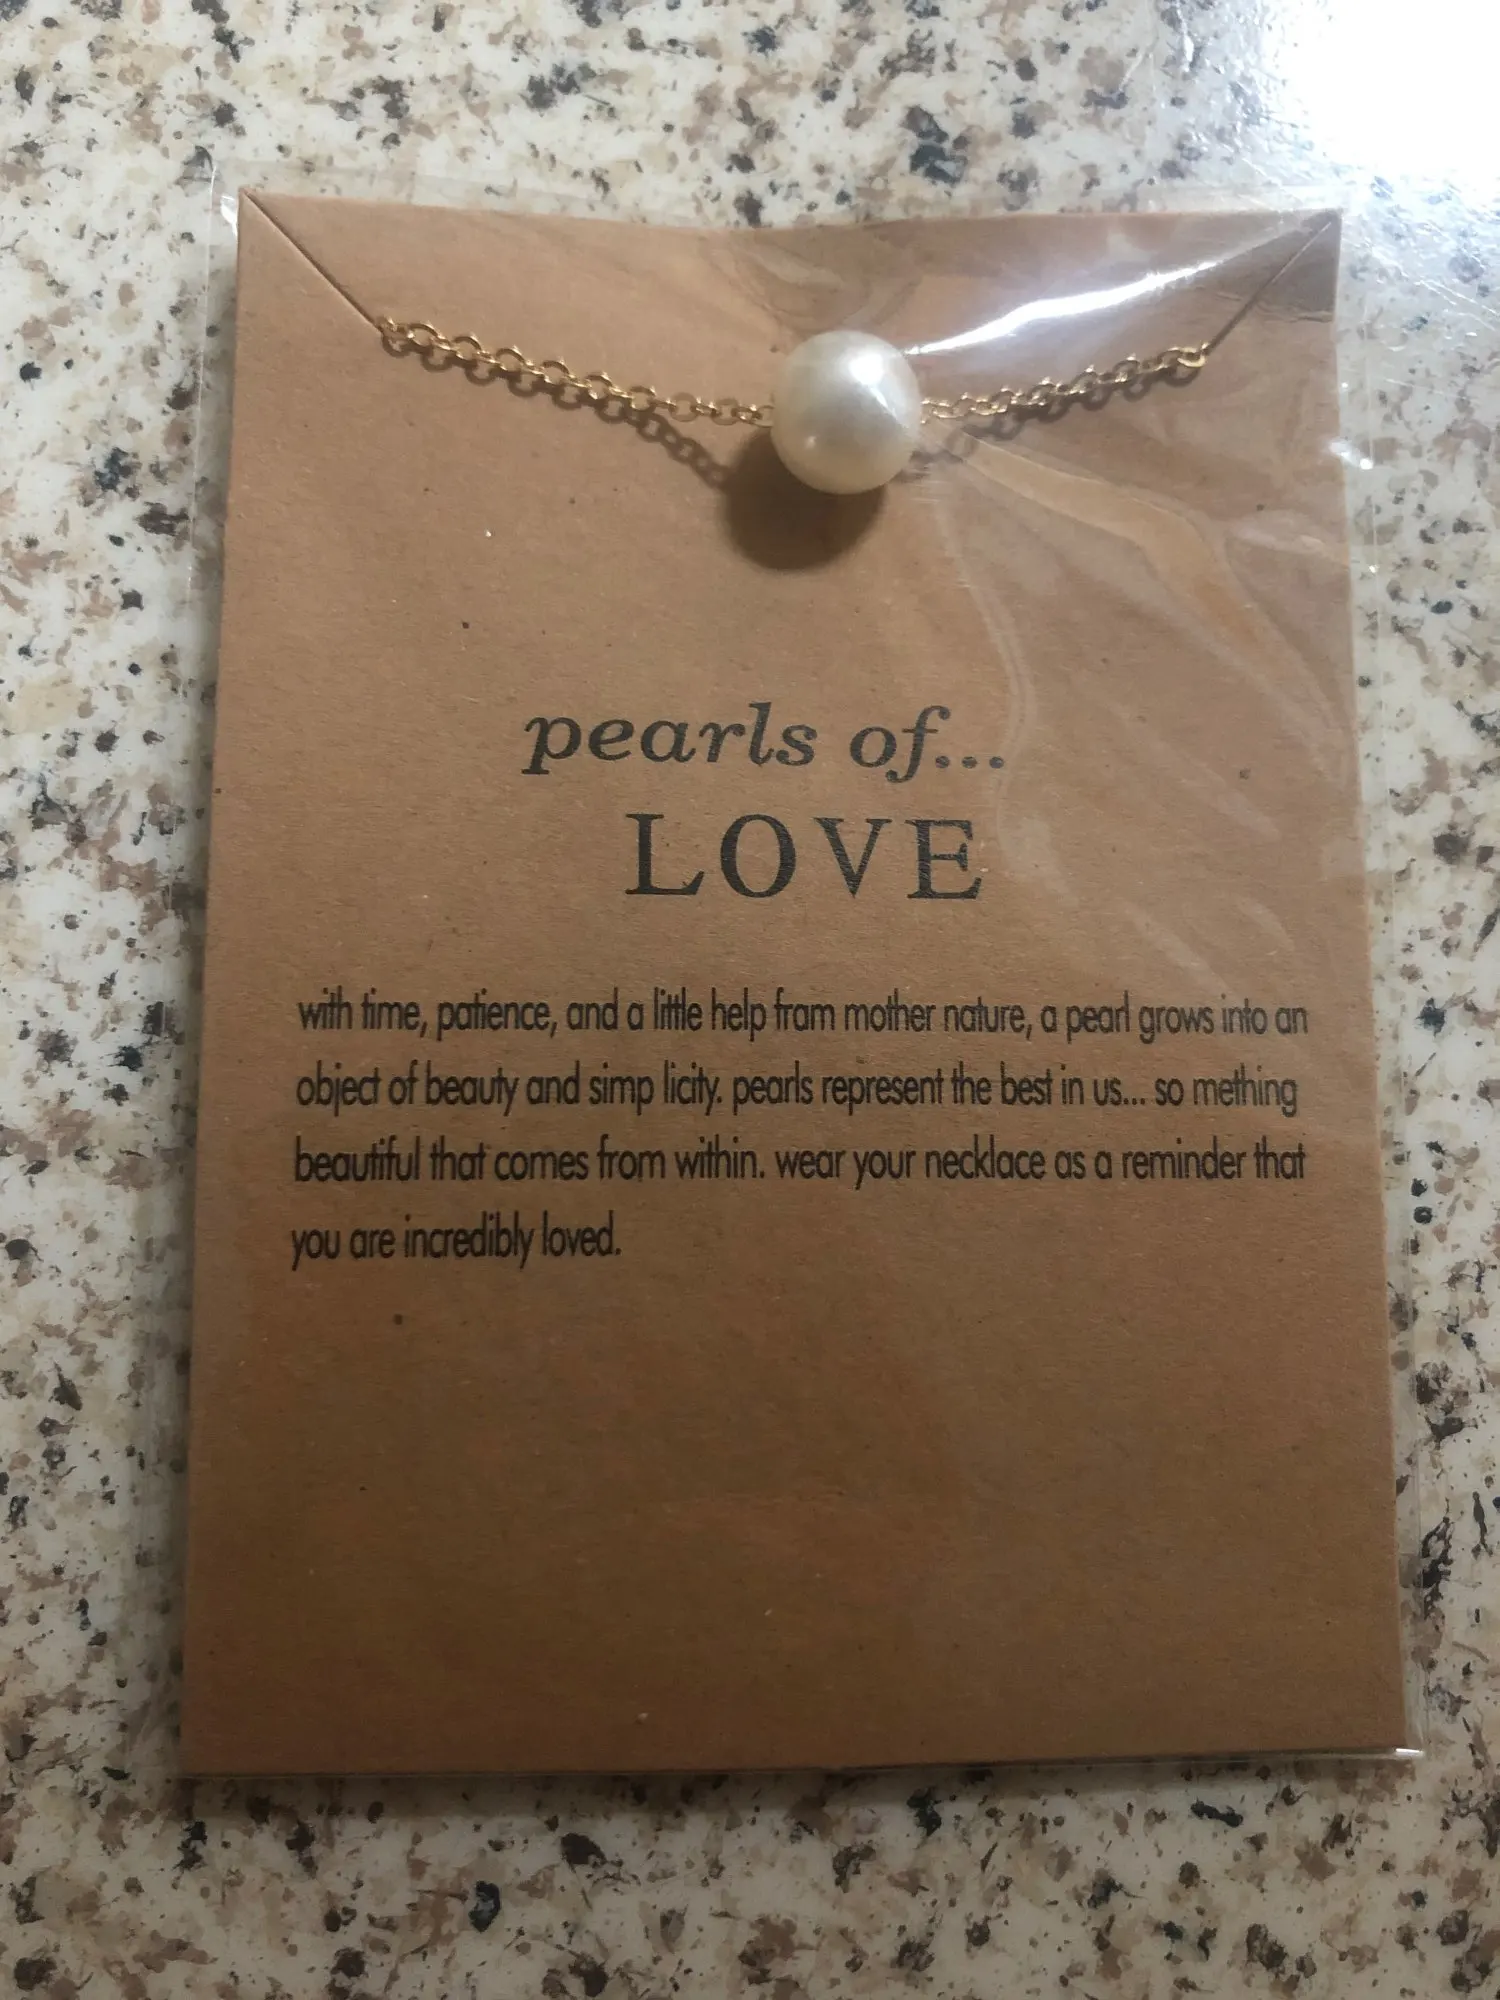 pearls of...
LOVE
with time, patience, and a little help fram mother nature, a pearl grows into an
object of beauty and simp licity. pearls represent the best in us... so mething
beautiful that comes from within. wear your necklace as a reminder that
you are incredibly loved.